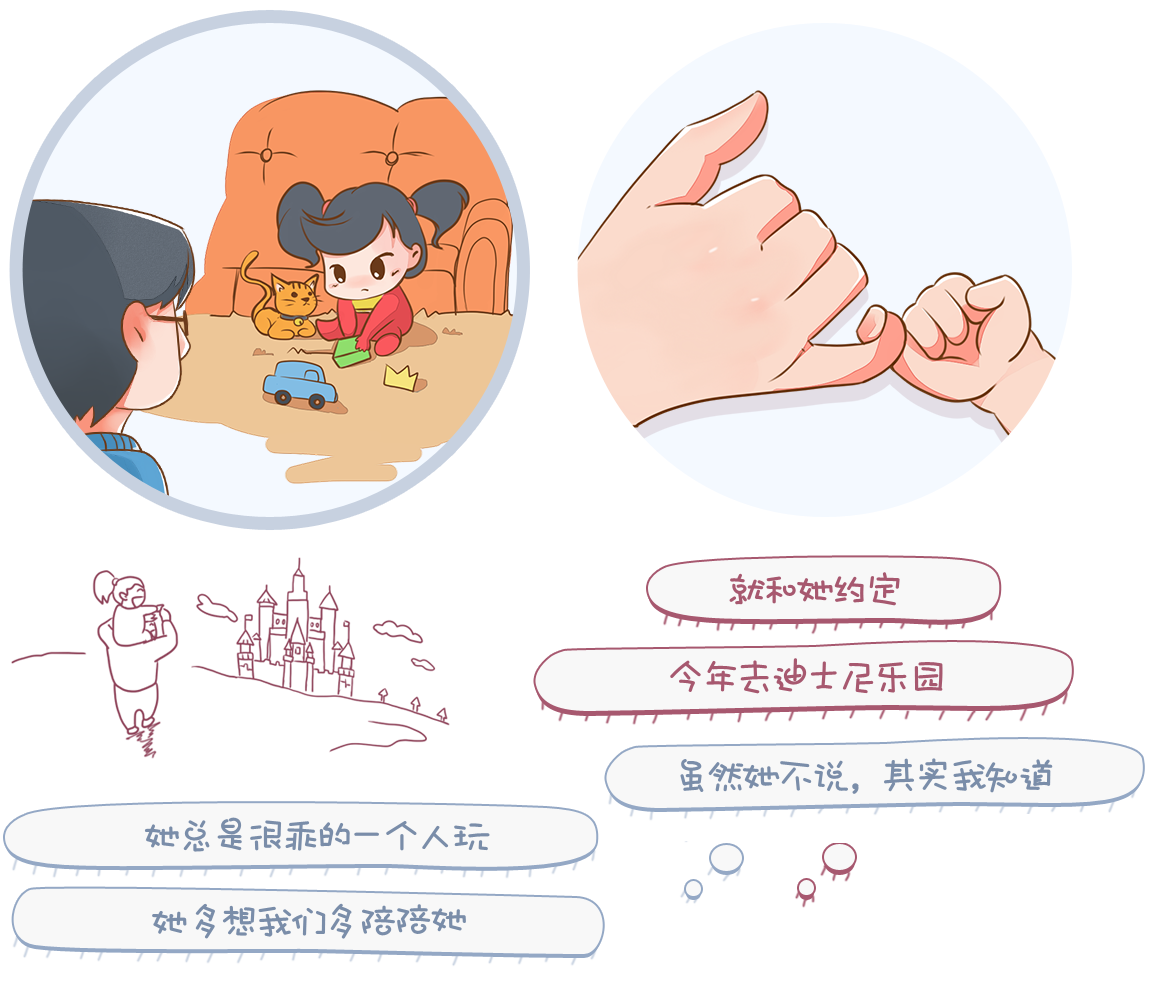 就和她约定
今年去迪士尼乐园
虽然她不说，其实我知道
她总是很乖的一个人玩
她多想我们多陪陪她